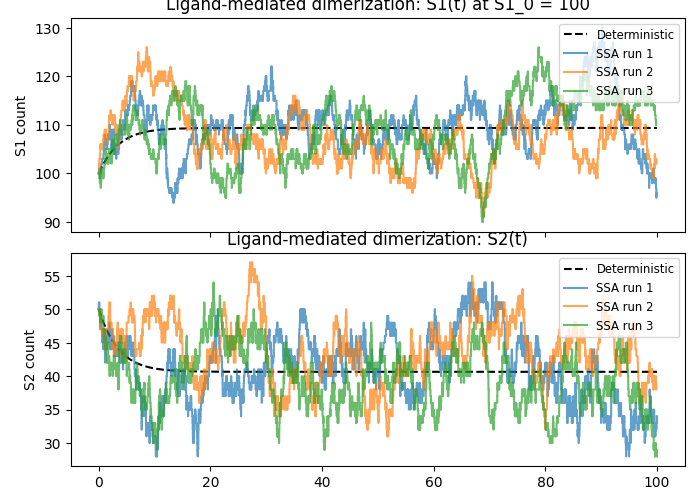 Ligand-mediated dimerization: S1(t) at S1_0 = 100
130
120
110
100
90
S1 count
Deterministic
SSA run 1
SSA run 2
SSA run 3
Ligand-mediated dimerization: S2(t)
55
50
45
40
35
30
S2 count
Deterministic
SSA run 1
SSA run 2
SSA run 3
0 20 40 60 80 100